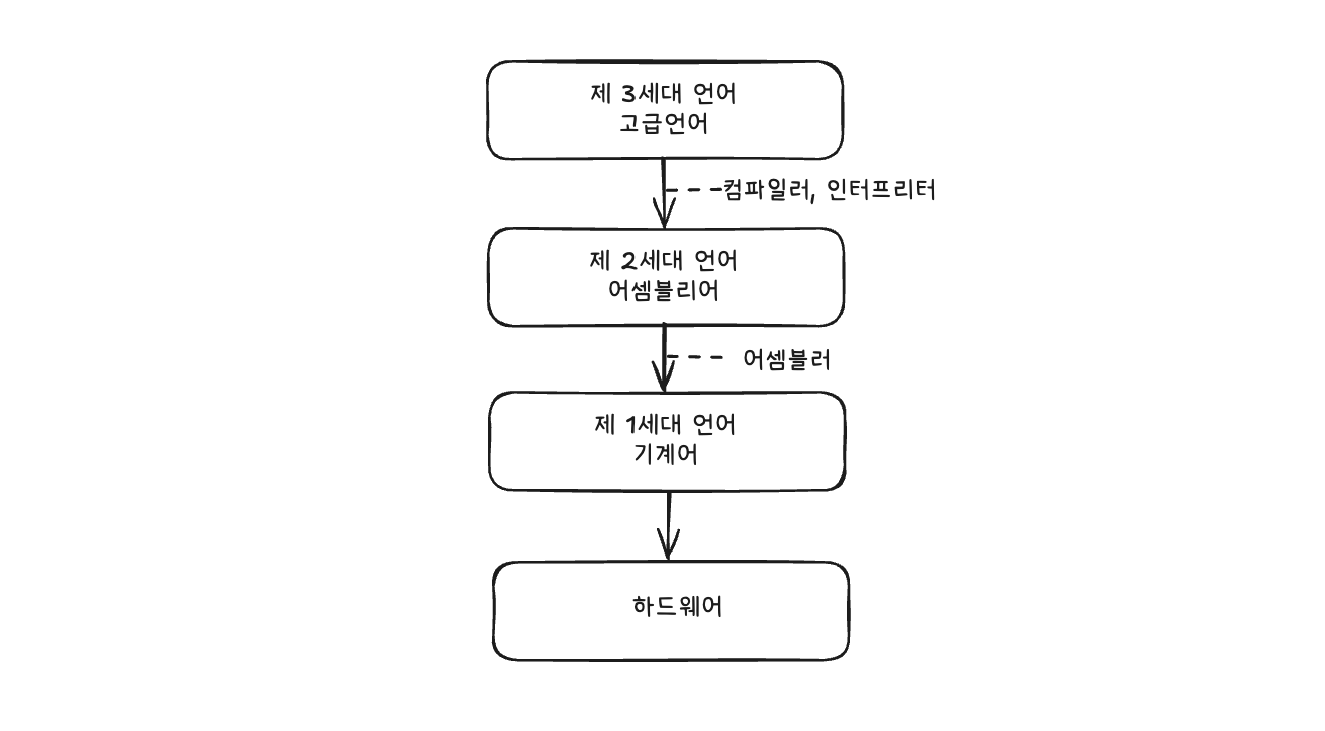 제 3세대 언어
고급언어
컴파일러, 인터프리터
제 2세대 언어
어셈블리어
어셈블러
제 1세대 언어
기계어
하드웨어